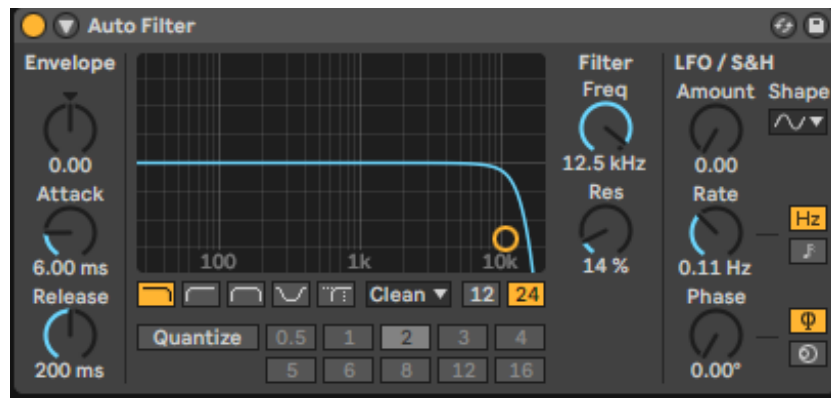 Auto Filter
Envelope
0.00
Attack
6.00 ms
Release
200 ms
100 1k 10k
Clean 12 24
Quantize 0.5 1 2 3 4
5 6 8 12 16
Filter
Freq
12.5 kHz
Res
14 %
LFO / S&H
Amount Shape
0.00
Rate
Hz
0.11 Hz
Phase
Φ
0.00°